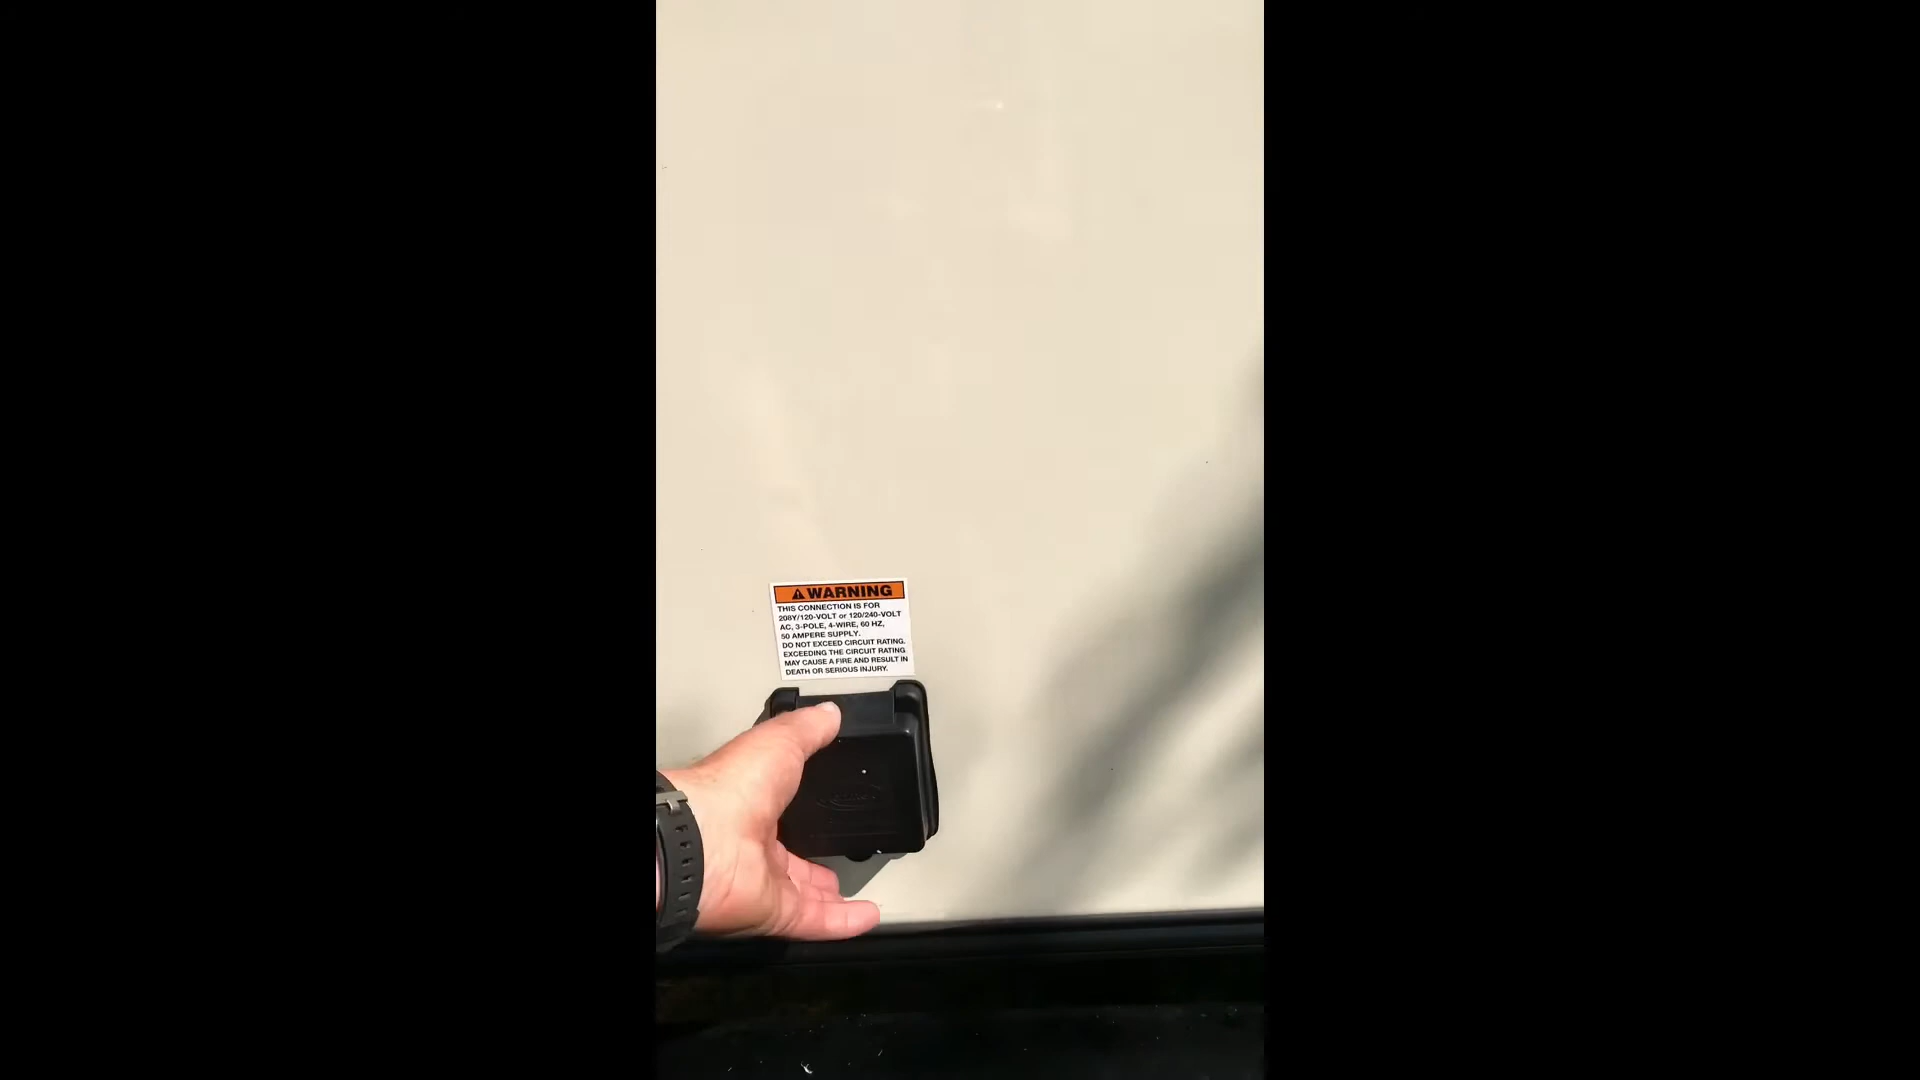 WARNING
THIS CONNECTION IS FOR
208Y/120-VOLT or 120/240-VOLT
AC, 3-POLE, 4-WIRE, 60 HZ,
50 AMPERE SUPPLY.
DO NOT EXCEED CIRCUIT RATING.
EXCEEDING THE CIRCUIT RATING
MAY CAUSE A FIRE AND RESULT IN
DEATH OR SERIOUS INJURY.